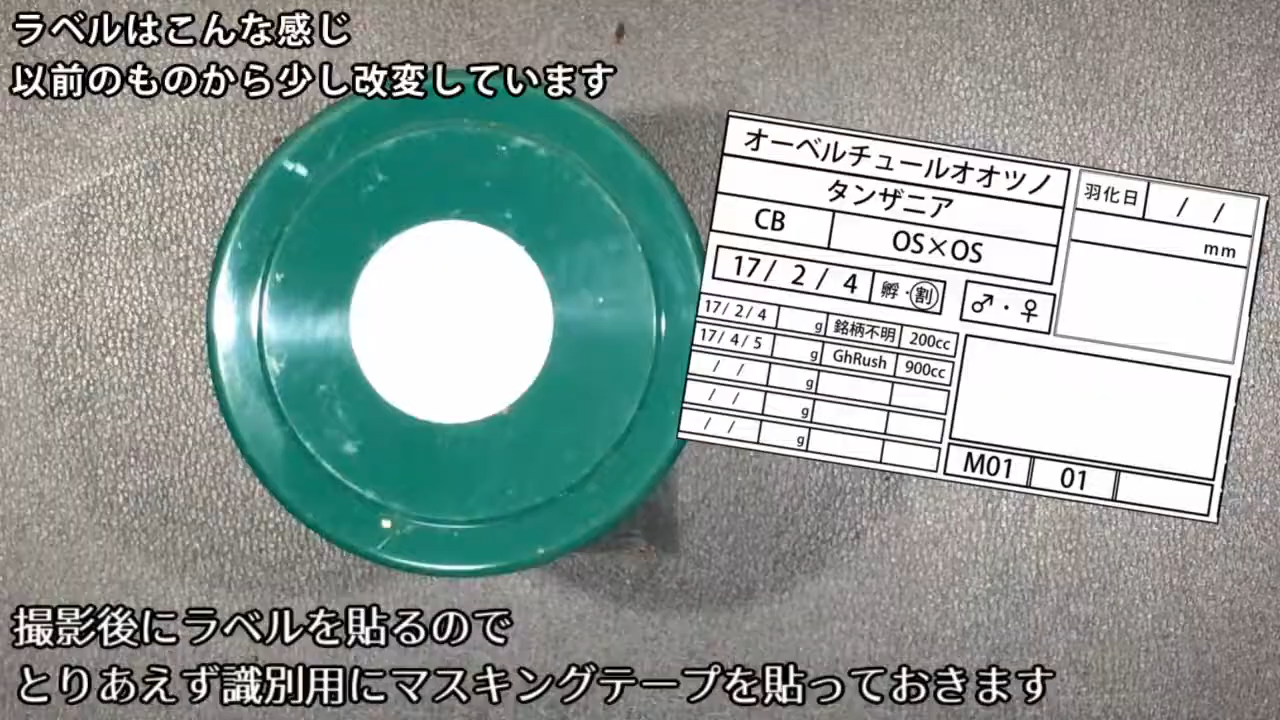 ラベルはこんな感じ
以前のものから少し改変しています
オーベルチュールオオツノ
タンザニア
CB OS×OS
17/ 2 / 4 孵・割
♂・♀
羽化日 / /
mm
17/ 2/ 4 g 銘柄不明 200cc
17/ 4/ 5 g GhRush 900cc
/ / g
/ / g
/ / g
M01 01
撮影後にラベルを貼るので
とりあえず識別用にマスキングテープを貼っておきます